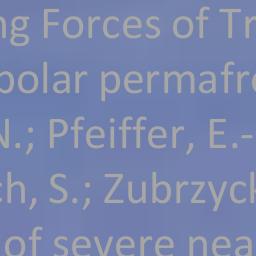 ng Forces of Tr
polar permafr
N.; Pfeiffer, E.-
ch, S.; Zubrzyck
of severe nea